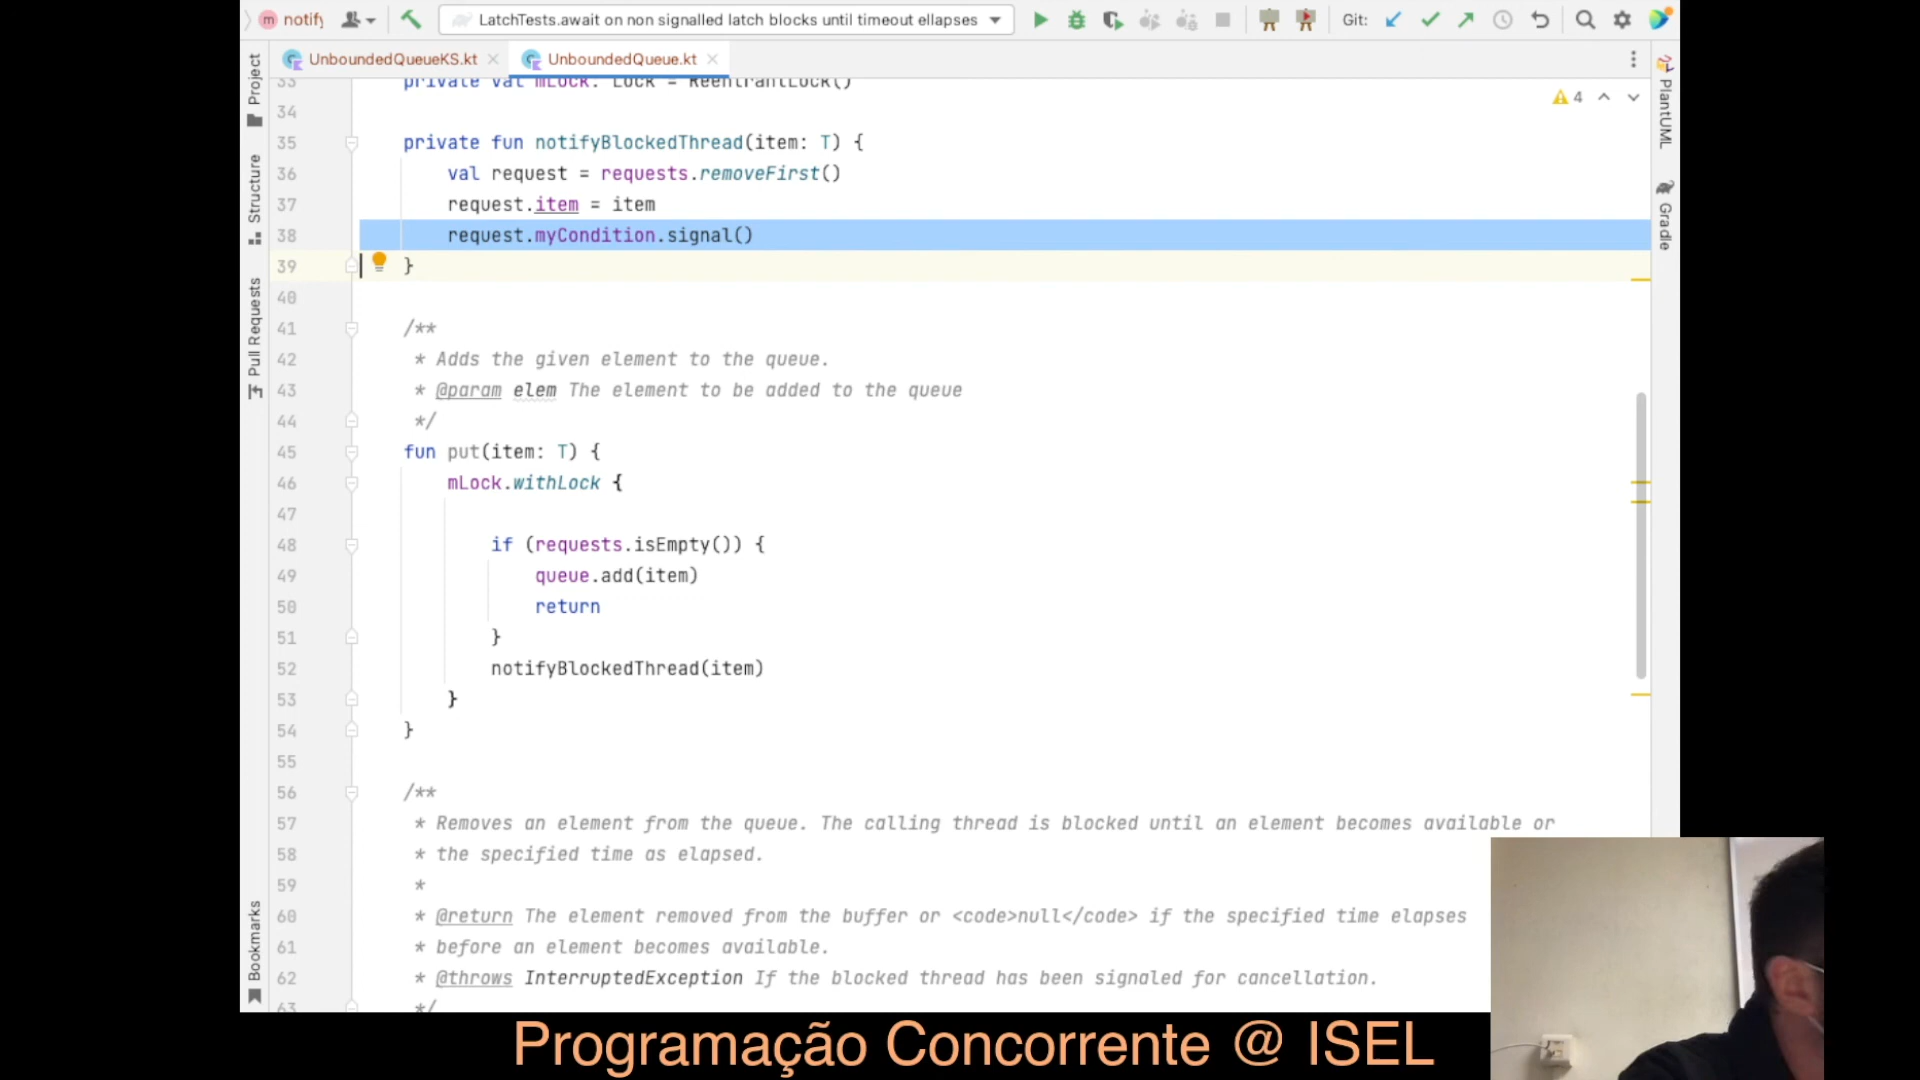 notify
LatchTests.await on non signalled latch blocks until timeout ellapses
Git:
UnboundedQueueKS.kt
UnboundedQueue.kt
Project
Structure
Pull Requests
Bookmarks
PlantUML
Gradle
4
33 private val mLock: Lock = ReentrantLock()
34
35 private fun notifyBlockedThread(item: T) {
36 val request = requests.removeFirst()
37 request.item = item
38 request.myCondition.signal()
39 }
40
41 /**
42 * Adds the given element to the queue.
43 * @param elem The element to be added to the queue
44 */
45 fun put(item: T) {
46 mLock.withLock {
47
48 if (requests.isEmpty()) {
49 queue.add(item)
50 return
51 }
52 notifyBlockedThread(item)
53 }
54 }
55
56 /**
57 * Removes an element from the queue. The calling thread is blocked until an element becomes available or
58 * the specified time as elapsed.
59 *
60 * @return The element removed from the buffer or <code>null</code> if the specified time elapses
61 * before an element becomes available.
62 * @throws InterruptedException If the blocked thread has been signaled for cancellation.
63 */
Programação Concorrente @ ISEL